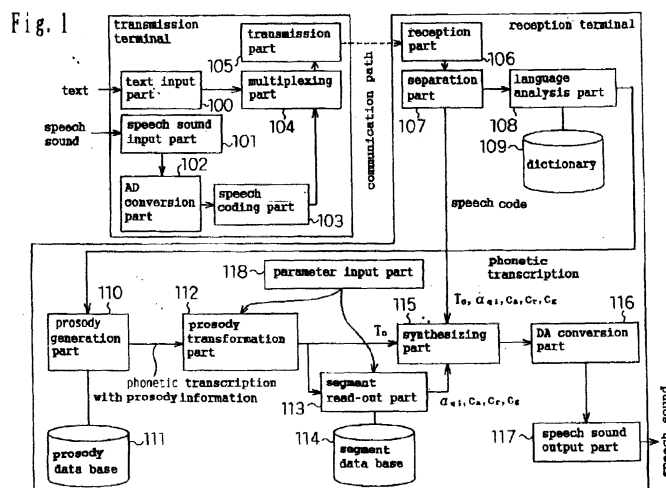 Fig. 1
transmission
terminal
transmission
part
105
text
text input
part
100
multiplexing
part
104
speech
sound
speech sound
input part
101
102
AD
conversion
part
speech
coding part
103
communication path
reception terminal
reception
part
106
separation
part
107
language
analysis part
108
109
dictionary
speech code
phonetic
transcription
118
parameter input part
110
prosody
generation
part
112
prosody
transformation
part
phonetic transcription
with prosody information
T₀
T₀, α q i, Ca, Cr, Cg
115
synthesizing
part
116
DA conversion
part
113
segment
read-out part
α q i, Ca, Cr, Cg
111
prosody
data base
114
segment
data base
117
speech sound
output part
speech sound